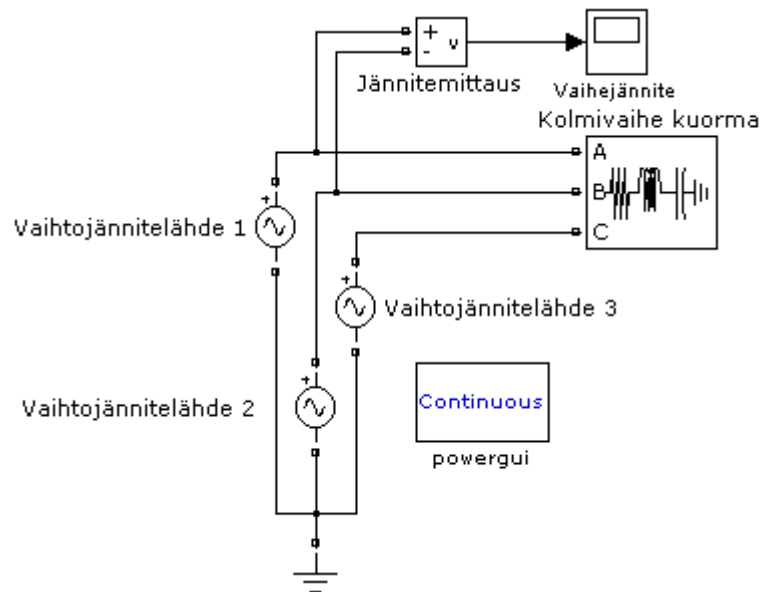 +
- v
Jännitemittaus
Vaihejännite
Kolmivaihe kuorma
A
B
C
+
Vaihtojännitelähde 1
+
Vaihtojännitelähde 3
+
Vaihtojännitelähde 2
Continuous
powergui